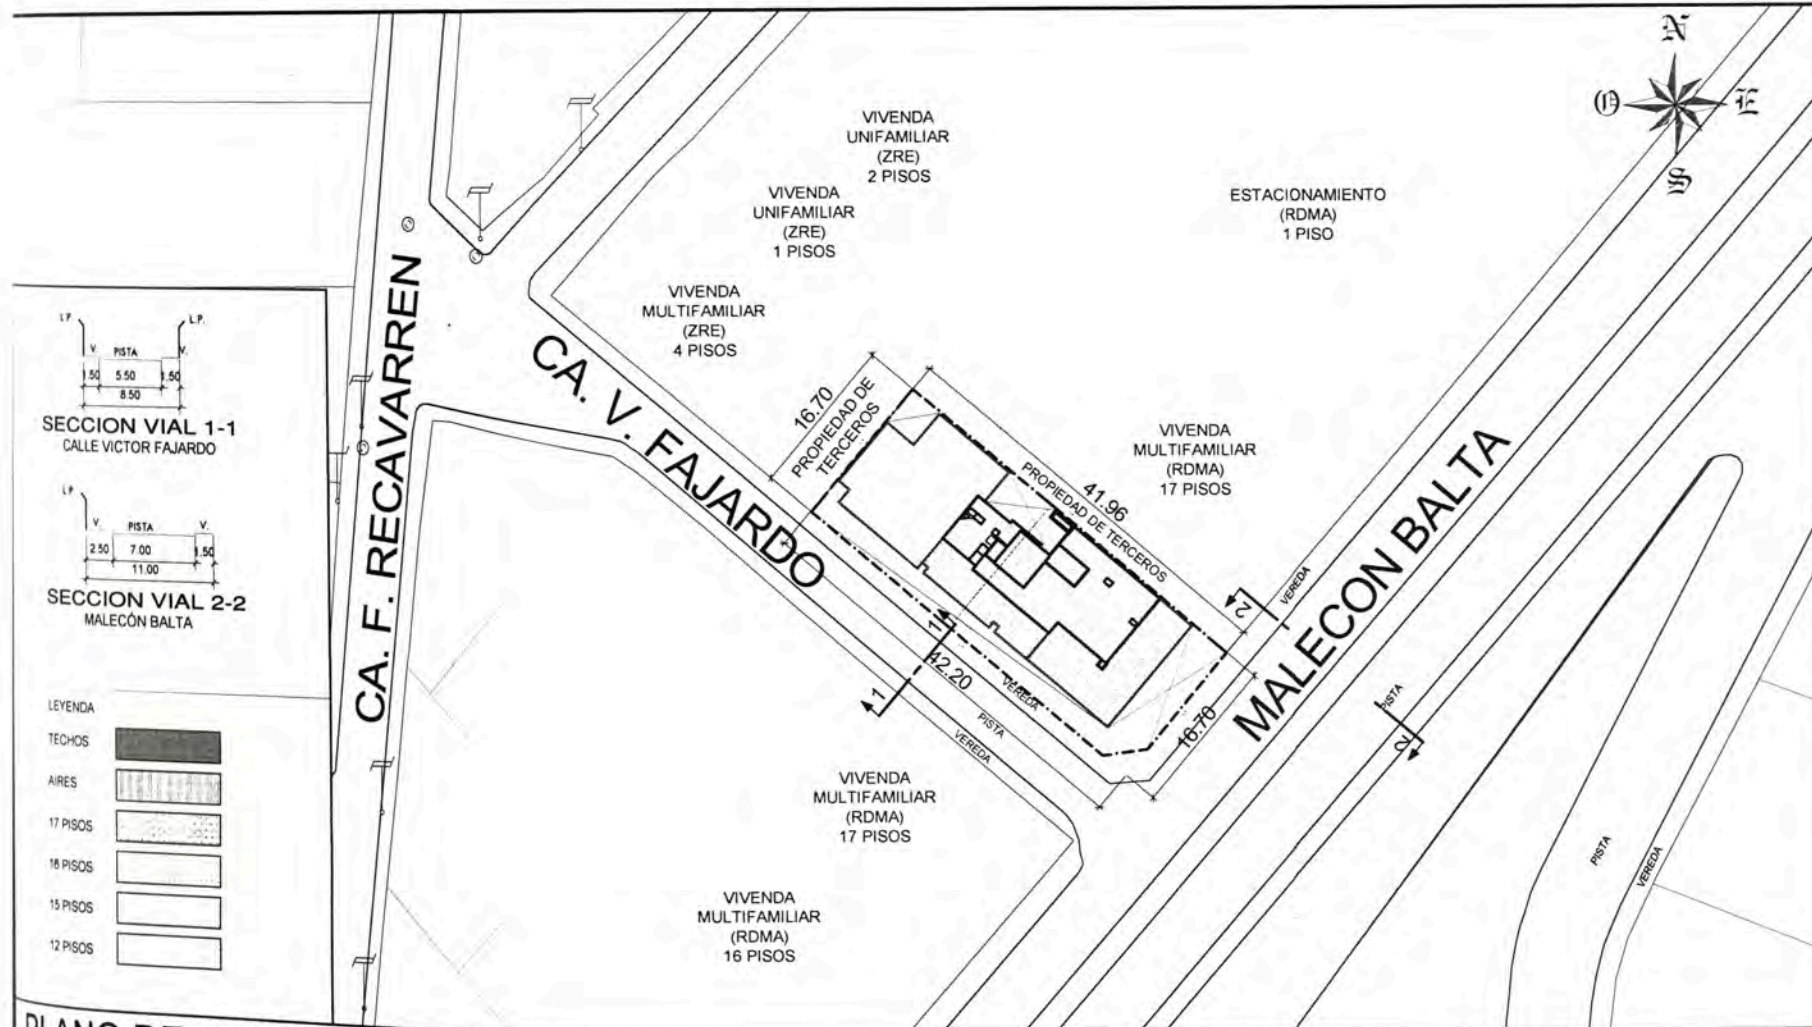 N
O
E
S
VIVENDA
UNIFAMILIAR
(ZRE)
2 PISOS
VIVENDA
UNIFAMILIAR
(ZRE)
1 PISOS
ESTACIONAMIENTO
(RDMA)
1 PISO
VIVENDA
MULTIFAMILIAR
(ZRE)
4 PISOS
CA. F. RECAVARREN
CA. V. FAJARDO
MALECON BALTA
L.P.
L.P.
V.
PISTA
V.
1.50
5.50
1.50
8.50
SECCION VIAL 1-1
CALLE VICTOR FAJARDO
L.P.
V.
PISTA
V.
2.50
7.00
1.50
11.00
SECCION VIAL 2-2
MALECÓN BALTA
16.70
PROPIEDAD DE
TERCEROS
VIVENDA
MULTIFAMILIAR
(RDMA)
17 PISOS
41.96
PROPIEDAD DE TERCEROS
2
VEREDA
1
42.20
VEREDA
1
PISTA
VEREDA
16.70
PISTA
2
LEYENDA
TECHOS
AIRES
17 PISOS
16 PISOS
15 PISOS
12 PISOS
VIVENDA
MULTIFAMILIAR
(RDMA)
17 PISOS
VIVENDA
MULTIFAMILIAR
(RDMA)
16 PISOS
PISTA
VEREDA